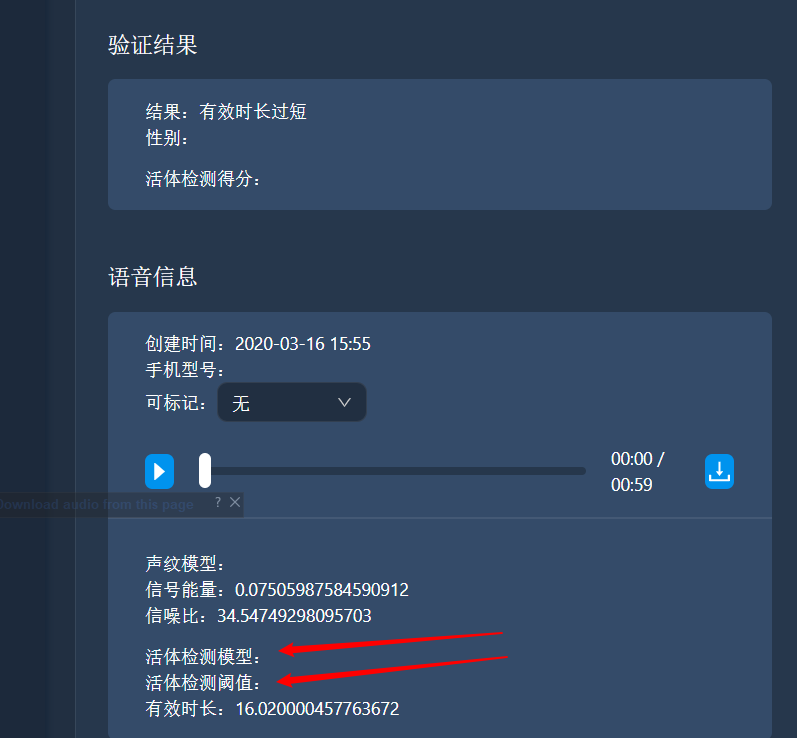 验证结果
结果：有效时长过短
性别：
活体检测得分：
语音信息
创建时间：2020-03-16 15:55
手机型号：
可标记：无
00:00 /
00:59
Download audio from this page ? ×
声纹模型：
信号能量：0.07505987584590912
信噪比：34.54749298095703
活体检测模型：
活体检测阈值：
有效时长：16.020000457763672